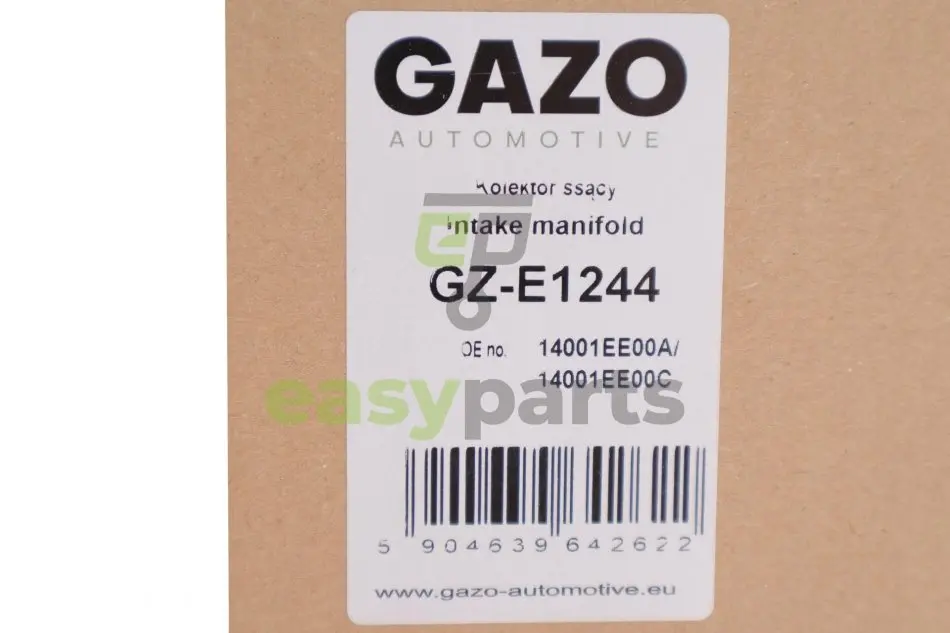 GAZO
AUTOMOTIVE
Kolektor ssący
Intake manifold
GZ-E1244
OE no. 14001EE00A/
14001EE00C
easyparts
5 904639 642622
www.gazo-automotive.eu